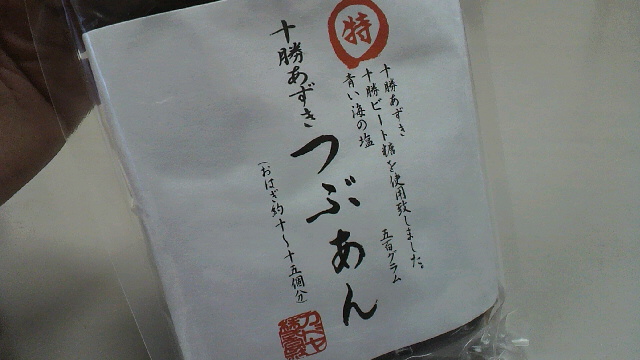 特
十勝あずき
十勝ビート糖を使用致しました。
青い海の塩
五百グラム
十勝あずき
つぶあん
(おはぎ約十〜十五個分)